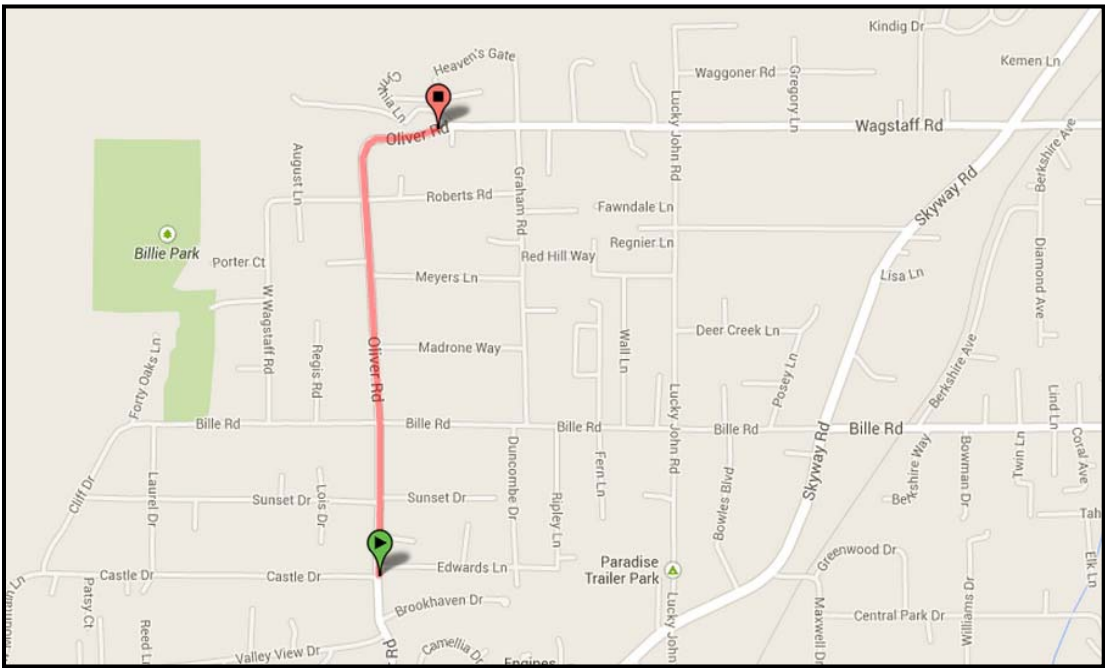 Kindig Dr
Heaven's Gate
Kemen Ln
Waggoner Rd
Gregory Ln
Cynthia Ln
Lucky John Rd
Oliver Rd
Wagstaff Rd
Berkshire Ave
August Ln
Graham Rd
Skyway Rd
Roberts Rd
Fawndale Ln
Billie Park
Porter Ct
Red Hill Way
Regnier Ln
Diamond Ave
Lisa Ln
Meyers Ln
W Wagstaff Rd
Deer Creek Ln
Wall Ln
Regis Rd
Oliver Rd
Madrone Way
Forty Oaks Ln
Posey Ln
Berkshire Ave
Lucky John Rd
Lind Ln
Bille Rd
Bille Rd
Bille Rd
Bille Rd
Bille Rd
Skyway Rd
Coral Ave
Twin Ln
Berkshire Way
Bowman Dr
Duncombe Dr
Fern Ln
Cliff Dr
Laurel Dr
Lois Dr
Sunset Dr
Sunset Dr
Ripley Ln
Bowles Blvd
Tah
Greenwood Dr
Paradise
Trailer Park
Elk Ln
Castle Dr
Castle Dr
Edwards Ln
Patsy Ct
Brookhaven Dr
Lucky John
Maxwell Dr
Central Park Dr
Williams Dr
Reed L
Valley View Dr
Rd
Camellia Dr
Engines